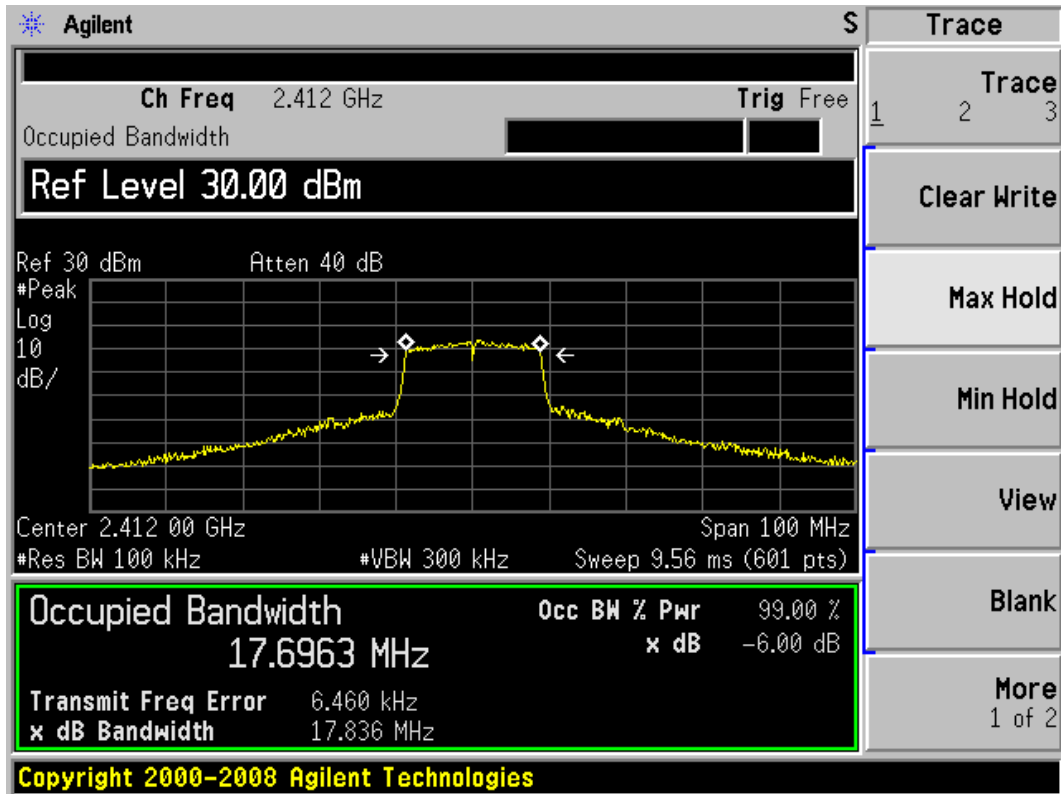 Agilent S Trace
Ch Freq 2.412 GHz Trig Free
Occupied Bandwidth
Ref Level 30.00 dBm
Ref 30 dBm Atten 40 dB
#Peak
Log
10
dB/
Center 2.412 00 GHz Span 100 MHz
#Res BW 100 kHz #VBW 300 kHz Sweep 9.56 ms (601 pts)
Occupied Bandwidth Occ BW % Pwr 99.00 %
17.6963 MHz x dB -6.00 dB
Transmit Freq Error 6.460 kHz
x dB Bandwidth 17.836 MHz
Copyright 2000-2008 Agilent Technologies
Trace
1 2 3
Clear Write
Max Hold
Min Hold
View
Blank
More
1 of 2